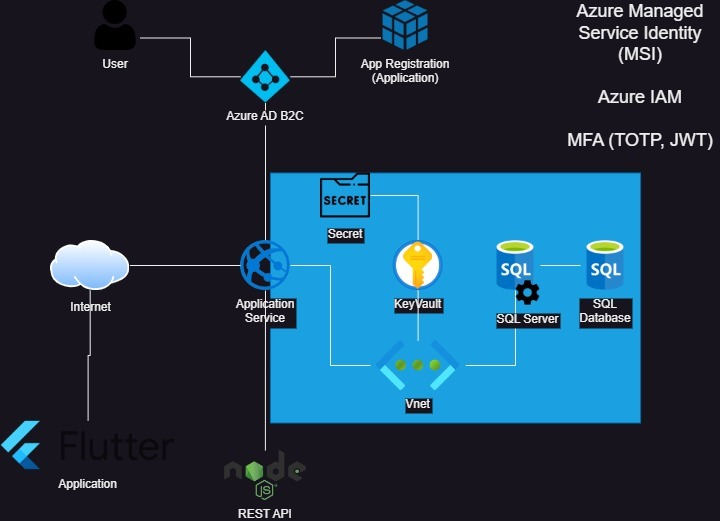 Azure Managed
Service Identity
(MSI)
Azure IAM
MFA (TOTP, JWT)
User
App Registration
(Application)
Azure AD B2C
SECRET
Secret
Internet
Application
Service
KeyVault
SQL
SQL Server
SQL
SQL
Database
Vnet
Flutter
Application
node
JS
REST API